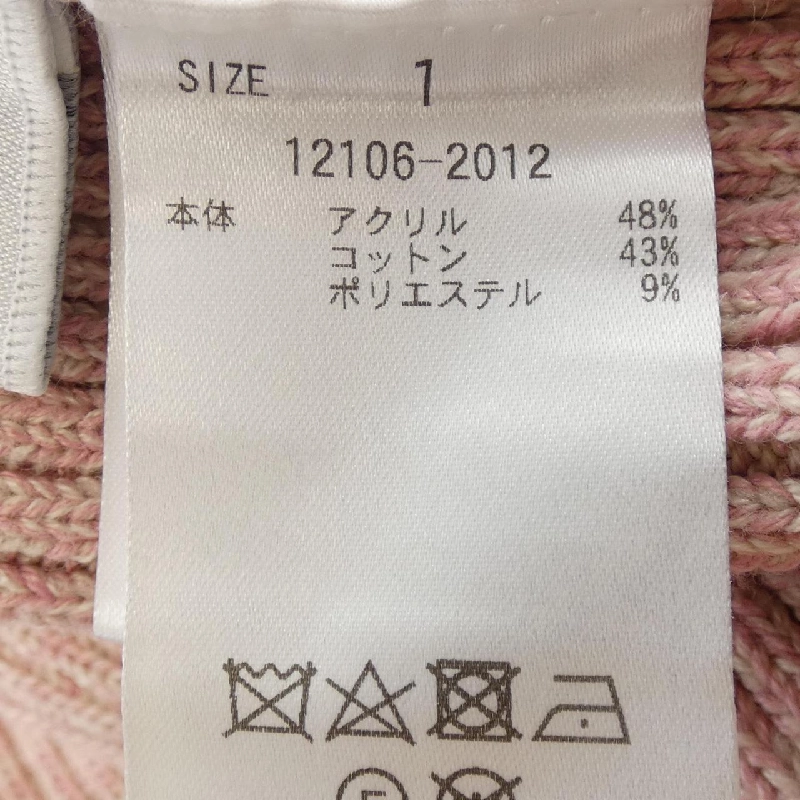 SIZE 1
12106-2012
本体 アクリル 48%
コットン 43%
ポリエステル 9%